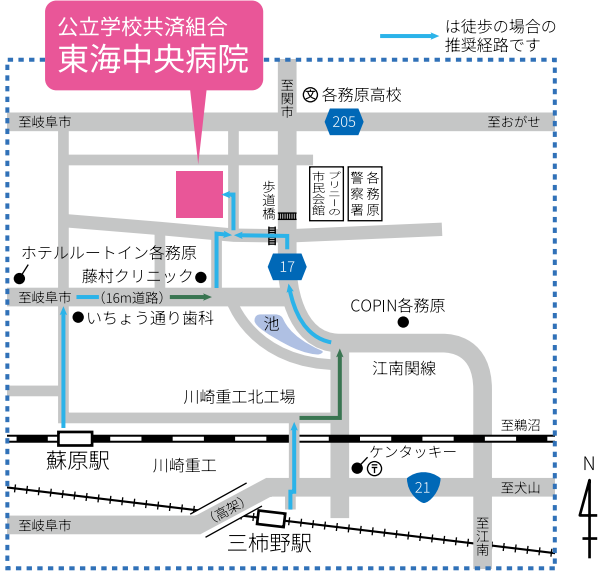 公立学校共済組合
東海中央病院
は徒歩の場合の
推奨経路です
至関市
文 各務原高校
至岐阜市
205
至おがせ
歩道橋
プリニーの
市民会館
各務原
警察署
ホテルルートイン各務原
藤村クリニック
17
至岐阜市
(16m道路)
いちょう通り歯科
池
COPIN各務原
江南関線
川崎重工北工場
至鵜沼
蘇原駅
川崎重工
ケンタッキー
〒
21
至犬山
N
(高架)
至岐阜市
三柿野駅
至江南